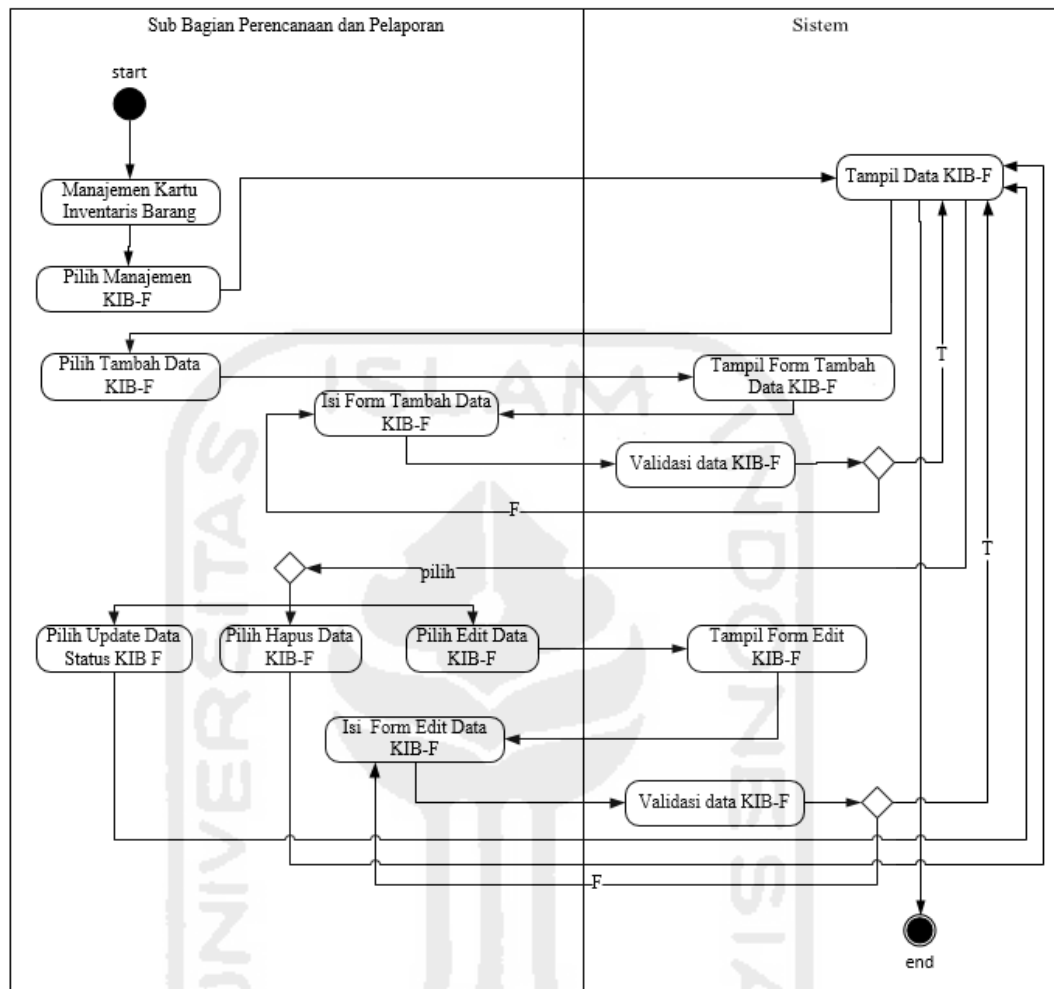 Sub Bagian Perencanaan dan Pelaporan
Sistem
start
Manajemen Kartu
Inventaris Barang
Tampil Data KIB-F
Pilih Manajemen
KIB-F
Pilih Tambah Data
KIB-F
Tampil Form Tambah
Data KIB-F
T
Isi Form Tambah Data
KIB-F
Validasi data KIB-F
F
T
pilih
Pilih Update Data
Status KIB F
Pilih Hapus Data
KIB-F
Pilih Edit Data
KIB-F
Tampil Form Edit
KIB-F
Isi  Form Edit Data
KIB-F
Validasi data KIB-F
F
end
UNIVERSITAS
ISLAM
INDONESIA